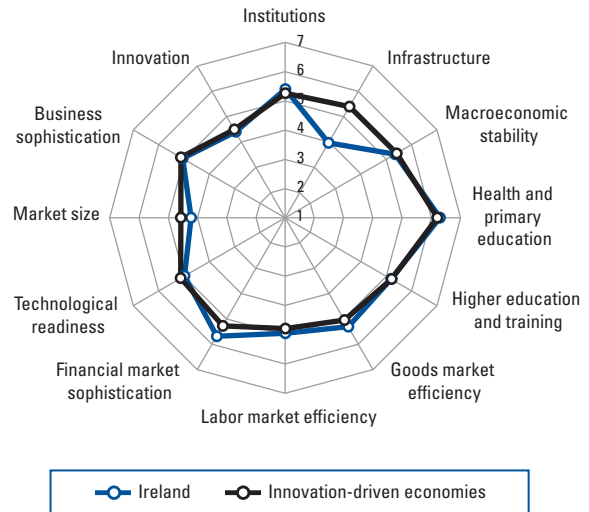 Institutions
Innovation
Infrastructure
Business
sophistication
Macroeconomic
stability
Market size
Health and
primary
education
Technological
readiness
Higher education
and training
Financial market
sophistication
Goods market
efficiency
Labor market efficiency
7
6
5
4
3
2
1
Ireland
Innovation-driven economies